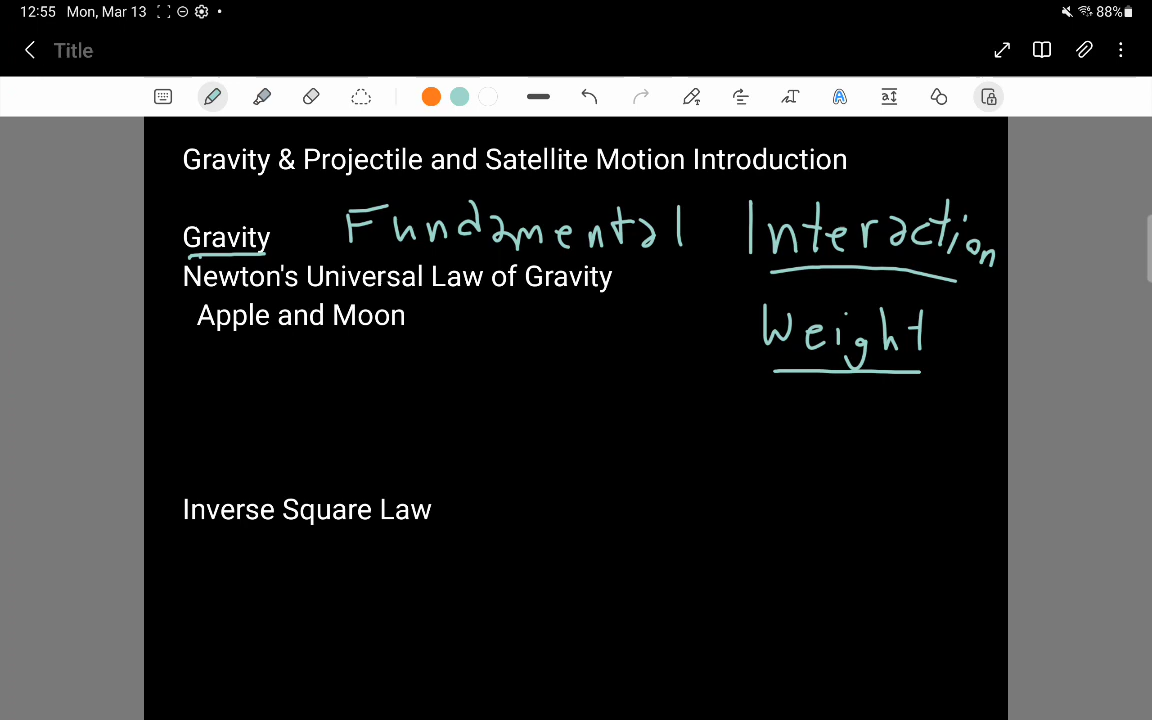 12:55 Mon, Mar 13 88%
Title
Gravity & Projectile and Satellite Motion Introduction
Gravity Fundamental Interaction
Newton's Universal Law of Gravity
Apple and Moon
Weight
Inverse Square Law